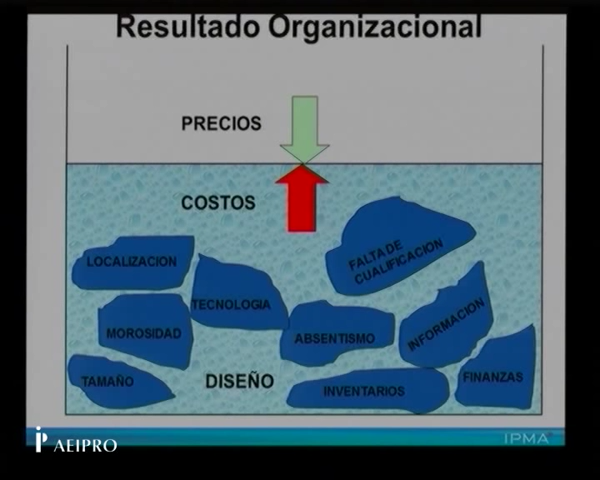 Resultado Organizacional
PRECIOS
COSTOS
FALTA DE
CUALIFICACION
LOCALIZACION
TECNOLOGIA
INFORMACION
MOROSIDAD
ABSENTISMO
TAMAÑO
DISEÑO
INVENTARIOS
FINANZAS
AEIPRO
IPMA